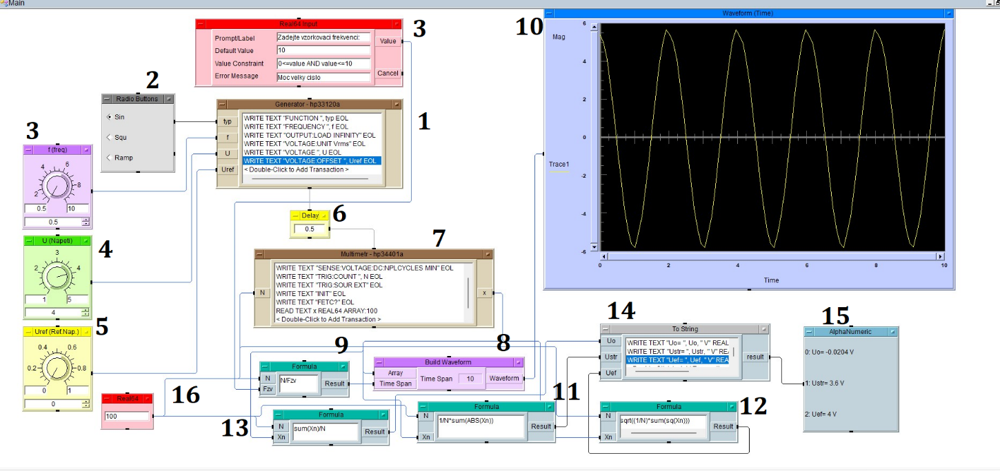 Main
Real64 Input
3
Prompt/Label
Zadejte vzorkovaci frekvenci:
Value
Default Value
10
Value Constraint
0<=value AND value<=10
Error Message
Moc velky cislo
Cancel
10
Waveform (Time)
Mag
6
4
2
0
-2
-4
-6
Trace1
0
2
4
6
8
10
Time
2
Radio Buttons
Sin
Squ
Ramp
Generator - hp33120a
1
typ
f
U
Uref
WRITE TEXT "FUNCTION ", typ EOL
WRITE TEXT "FREQUENCY ", f EOL
WRITE TEXT "OUTPUT:LOAD INFINITY" EOL
WRITE TEXT "VOLTAGE:UNIT Vrms" EOL
WRITE TEXT "VOLTAGE ", U EOL
WRITE TEXT "VOLTAGE:OFFSET ", Uref EOL
< Double-Click to Add Transaction >
3
f (freq)
4
6
2
8
0.5
10
0.5
6
Delay
0.5
4
U (Napeti)
3
2
4
1
5
4
7
Multimetr - hp34401a
N
x
WRITE TEXT "SENSE:VOLTAGE:DC:NPLCYCLES MIN" EOL
WRITE TEXT "TRIG:COUNT ", N EOL
WRITE TEXT "TRIG:SOUR EXT" EOL
WRITE TEXT "INIT" EOL
WRITE TEXT "FETC?" EOL
READ TEXT x REAL64 ARRAY:100
< Double-Click to Add Transaction >
5
Uref (Ref.Nap.)
0.4
0.6
0.2
0.8
0
1
0
16
Real64
100
9
Formula
N
Fzv
N/Fzv
Result
8
Build Waveform
Array
Time Span
Time Span
10
Waveform
13
Formula
N
Xn
sum(Xn)/N
Result
11
Formula
N
Xn
1/N*sum(ABS(Xn))
Result
12
Formula
N
Xn
sqrt((1/N)*sum(sq(Xn)))
Result
14
To String
Uo
Ustr
Uef
WRITE TEXT "Uo= ", Uo, " V" REAL
WRITE TEXT "Ustr= ", Ustr, " V" RE
WRITE TEXT "Uef= ", Uef, " V" REA
result
15
AlphaNumeric
0: Uo= -0.0204 V
1: Ustr= 3.6 V
2: Uef= 4 V